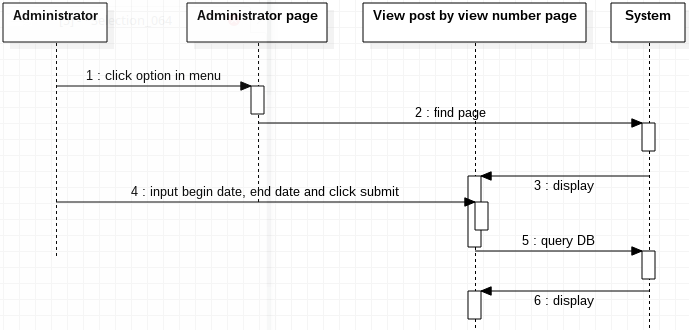 Administrator
Administrator page
View post by view number page
System
1 : click option in menu
2 : find page
3 : display
4 : input begin date, end date and click submit
5 : query DB
6 : display